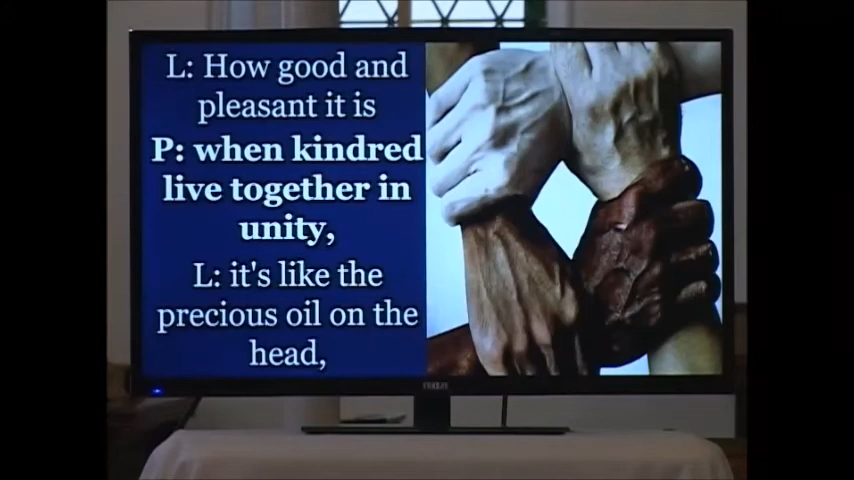 L: How good and
pleasant it is
P: when kindred
live together in
unity,
L: it's like the
precious oil on the
head,